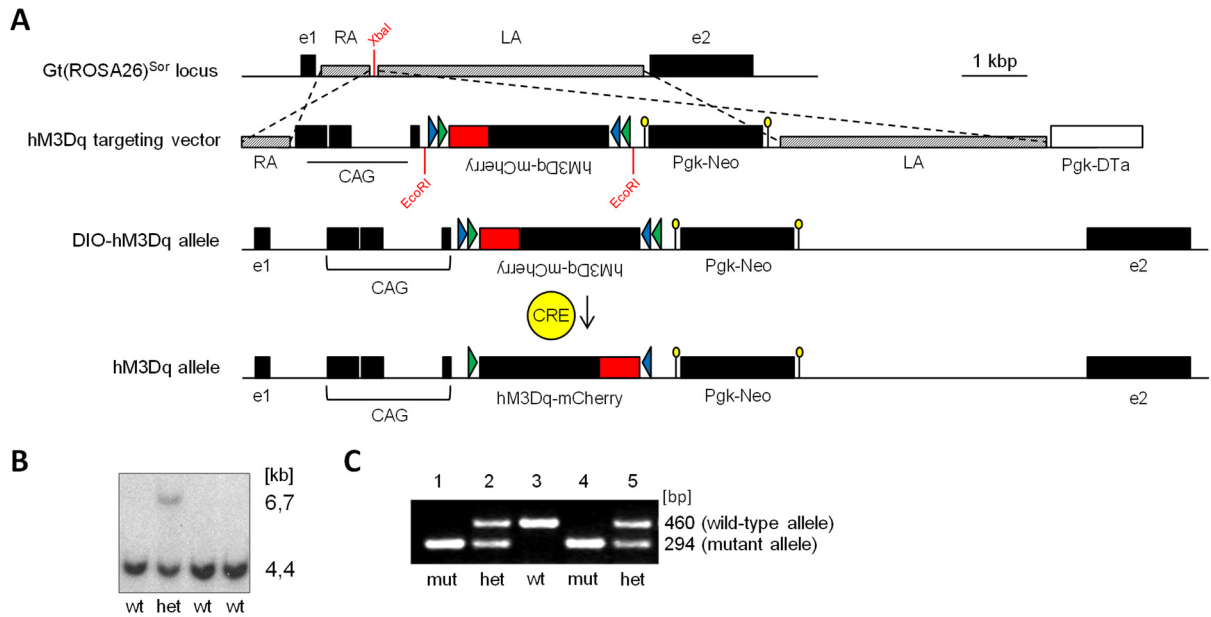 A
e1 RA XbaI LA e2
Gt(ROSA26)Sor locus
1 kbp
hM3Dq targeting vector
RA CAG EcoRI hM3Dq-mCherry EcoRI Pgk-Neo LA Pgk-DTa
DIO-hM3Dq allele
e1 CAG hM3Dq-mCherry Pgk-Neo e2
CRE
hM3Dq allele
e1 CAG hM3Dq-mCherry Pgk-Neo e2
B
[kb]
6,7
4,4
wt het wt wt
C
1 2 3 4 5
[bp]
460 (wild-type allele)
294 (mutant allele)
mut het wt mut het